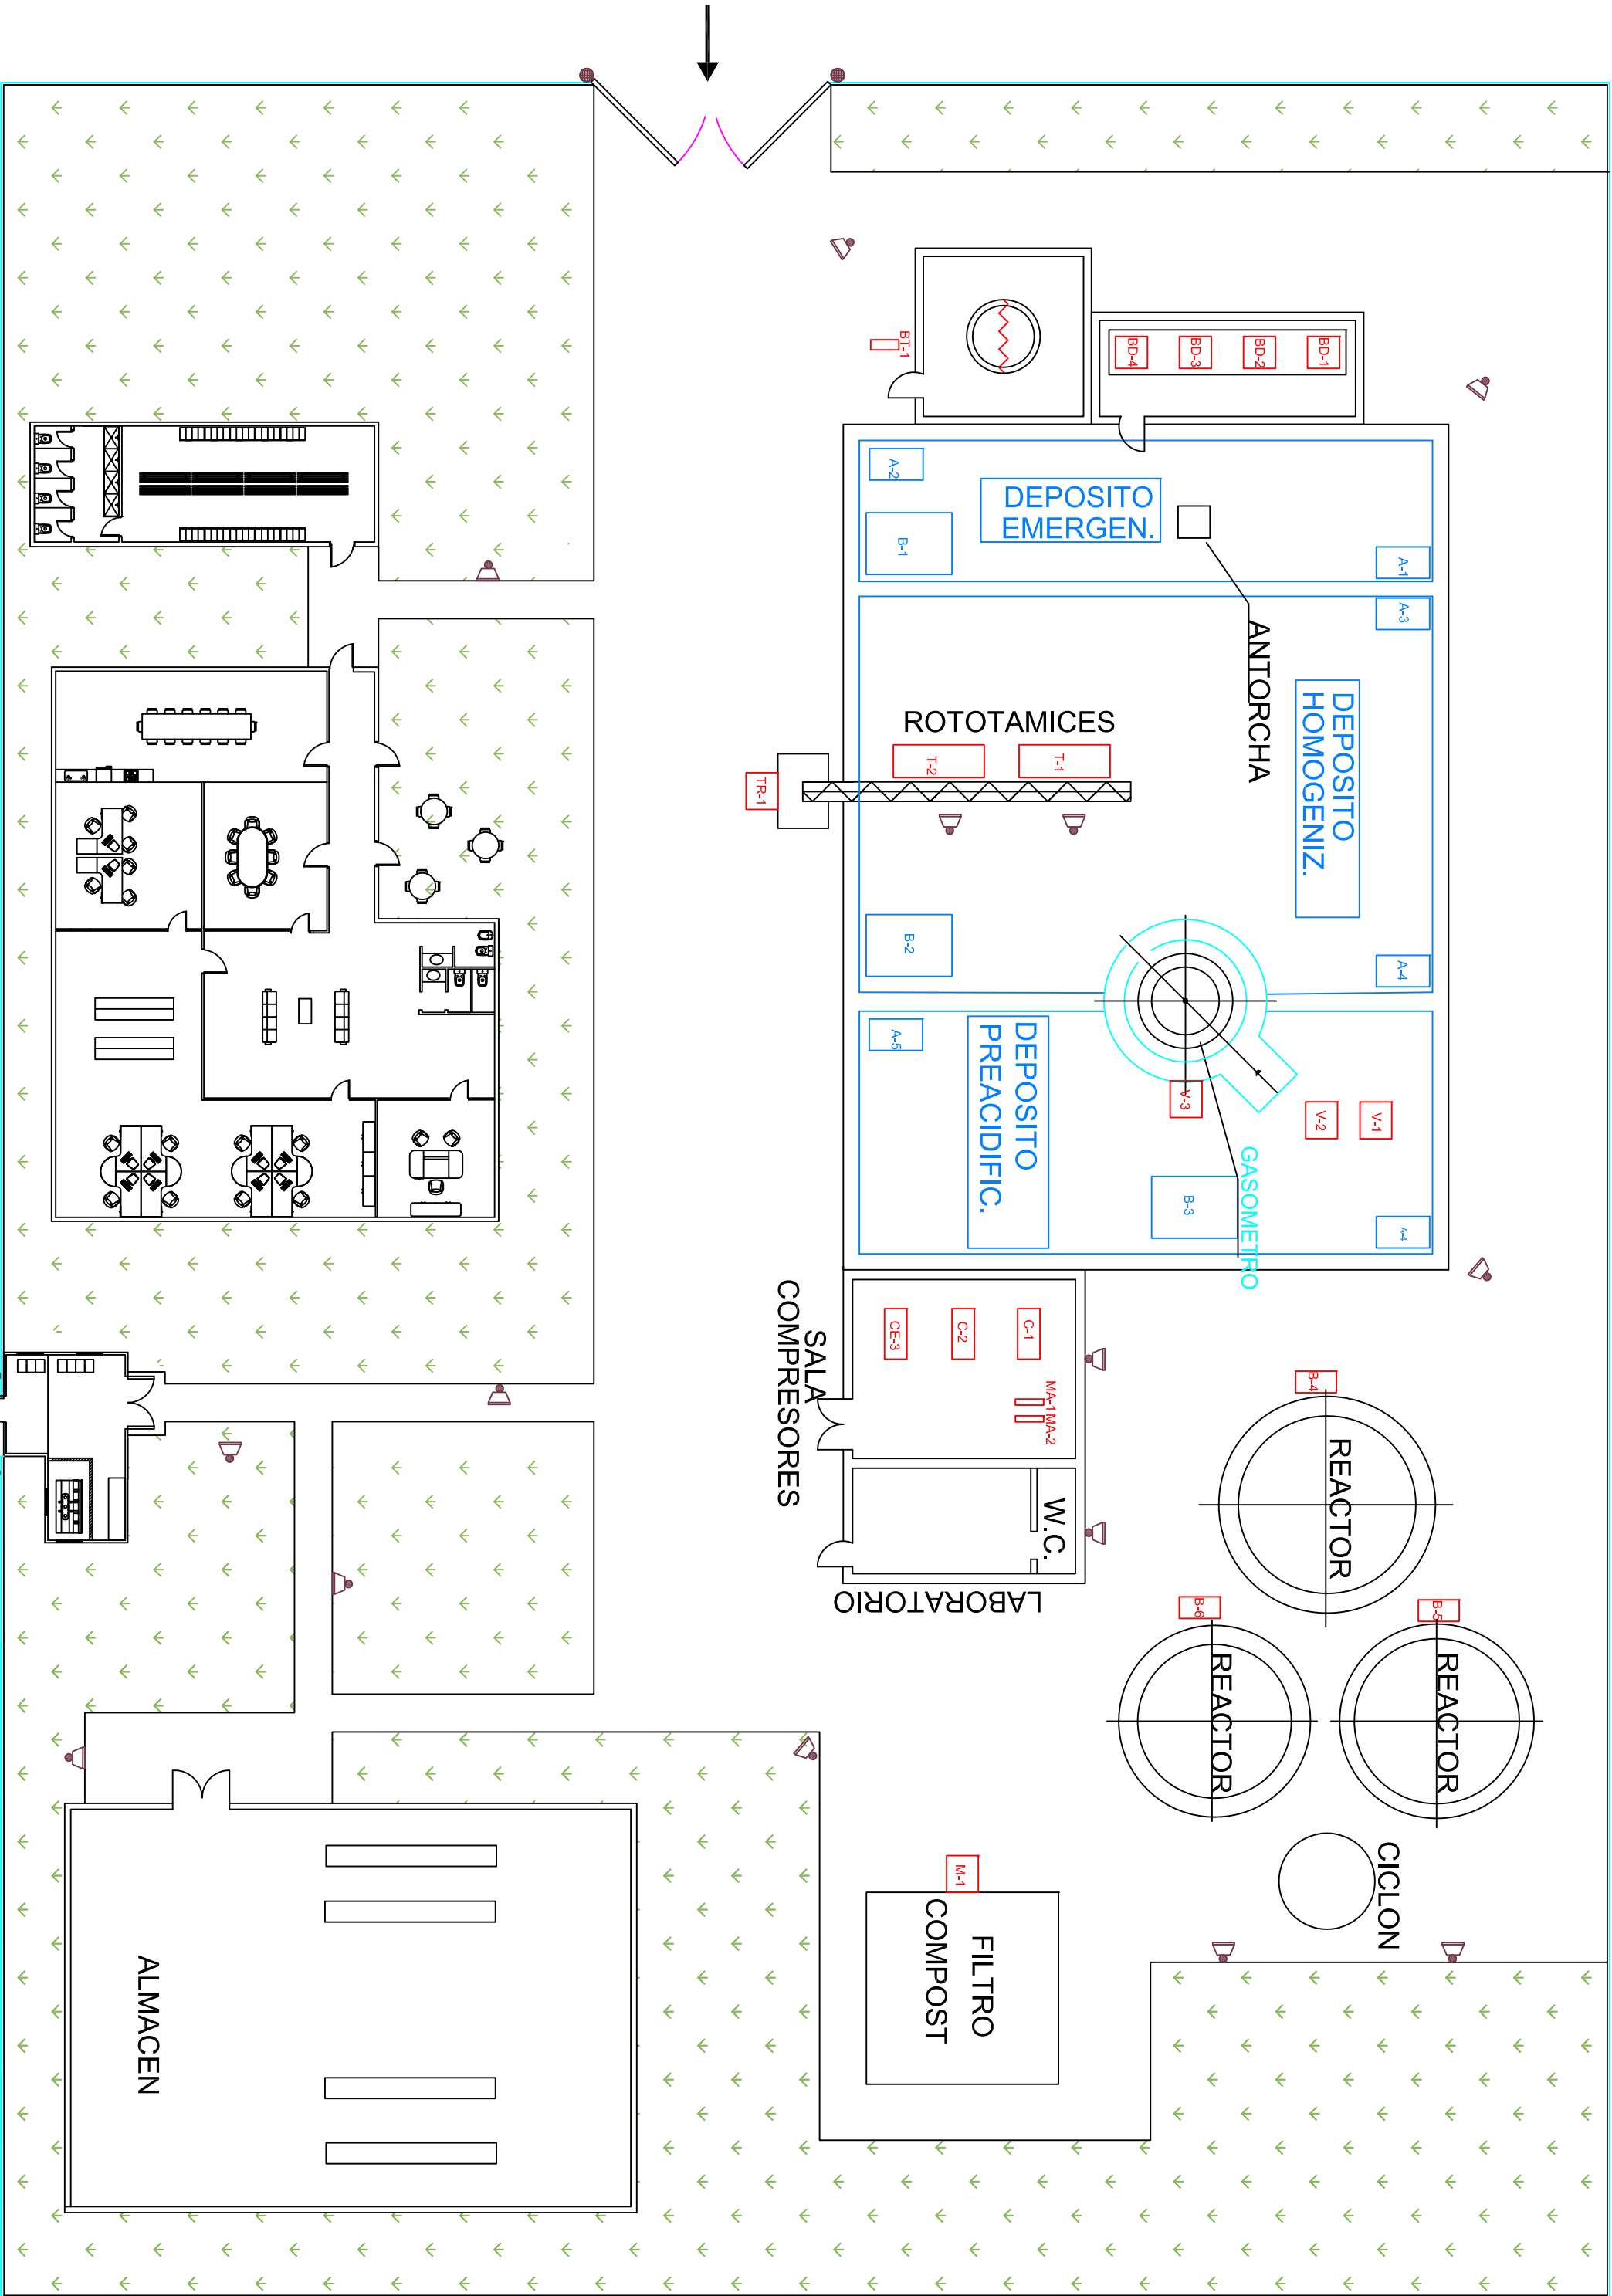 BT-1
BD-4
BD-3
BD-2
BD-1
A-2
DEPOSITO
EMERGEN.
B-1
A-1
A-3
ANTORCHA
DEPOSITO
HOMOGENIZ.
ROTOTAMICES
T-2
T-1
TR-1
B-2
A-4
A-5
DEPOSITO
PREACIDIFIC.
V-3
V-2
V-1
GASOMETRO
B-3
A-4
SALA
COMPRESORES
CE-3
C-2
C-1
MA-1
MA-2
W.C.
LABORATORIO
B-4
REACTOR
B-6
B-5
REACTOR
REACTOR
CICLON
M-1
FILTRO
COMPOST
ALMACEN